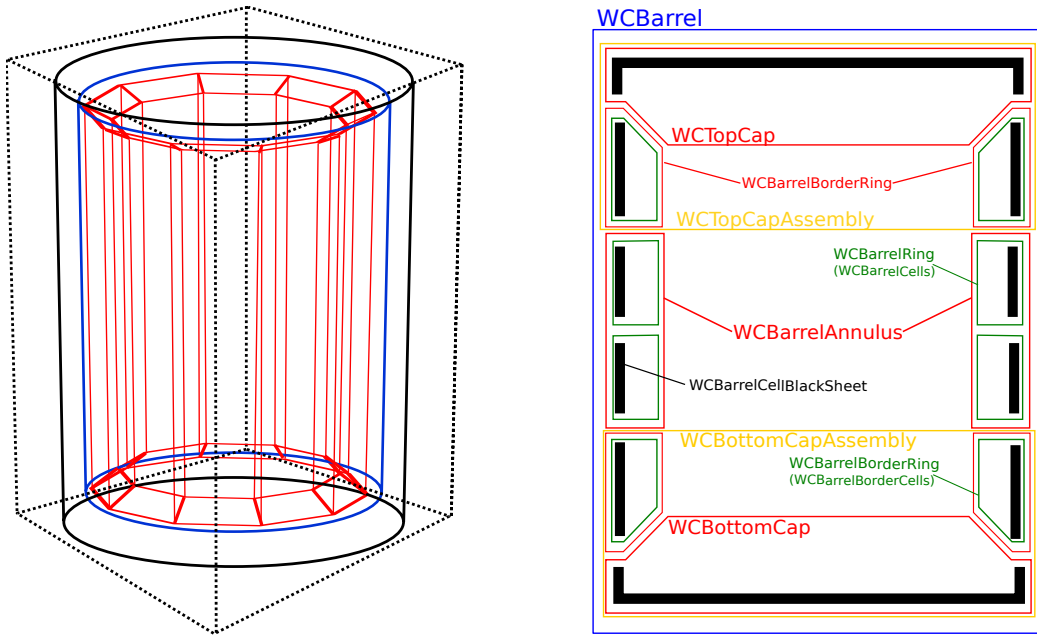 WCBarrel
WCTopCap
WCBarrelBorderRing
WCTopCapAssembly
WCBarrelRing
(WCBarrelCells)
WCBarrelAnnulus
WCBarrelCellBlackSheet
WCBottomCapAssembly
WCBarrelBorderRing
(WCBarrelBorderCells)
WCBottomCap